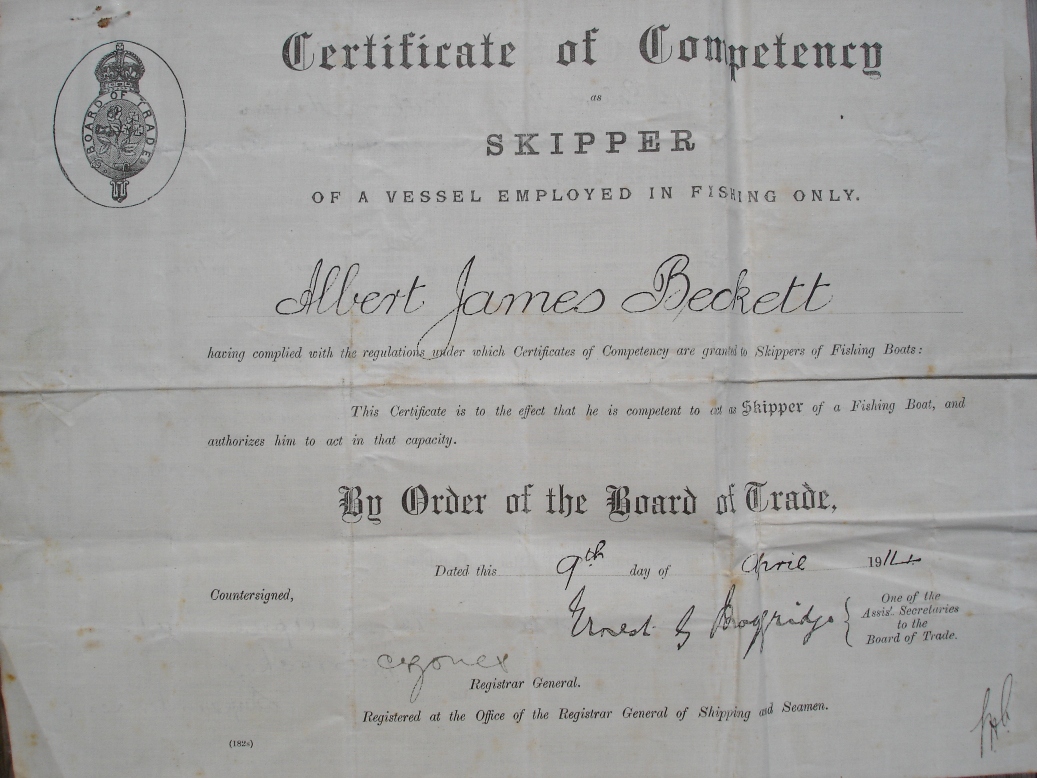 Certificate of Competency
as
SKIPPER
OF A VESSEL EMPLOYED IN FISHING ONLY.
BOARD OF TRADE
Albert James Beckett
having complied with the regulations under which Certificates of Competency are granted to Skippers of Fishing Boats:
This Certificate is to the effect that he is competent to act as Skipper of a Fishing Boat, and
authorizes him to act in that capacity.
By Order of the Board of Trade,
Dated this 9th day of April 1914
Countersigned,
Ernest G Moggridge
One of the
Assist. Secretaries
to the
Board of Trade.
Registrar General.
Registered at the Office of the Registrar General of Shipping and Seamen.